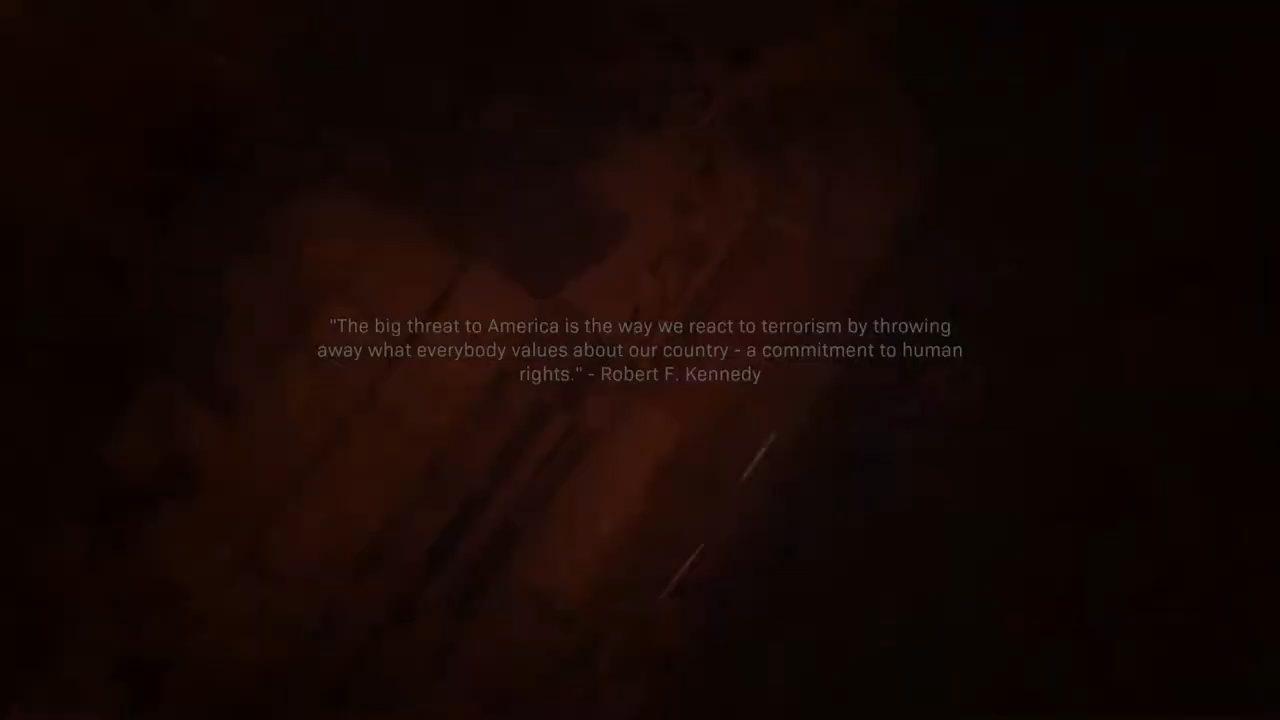 "The big threat to America is the way we react to terrorism by throwing
away what everybody values about our country - a commitment to human
rights." - Robert F. Kennedy